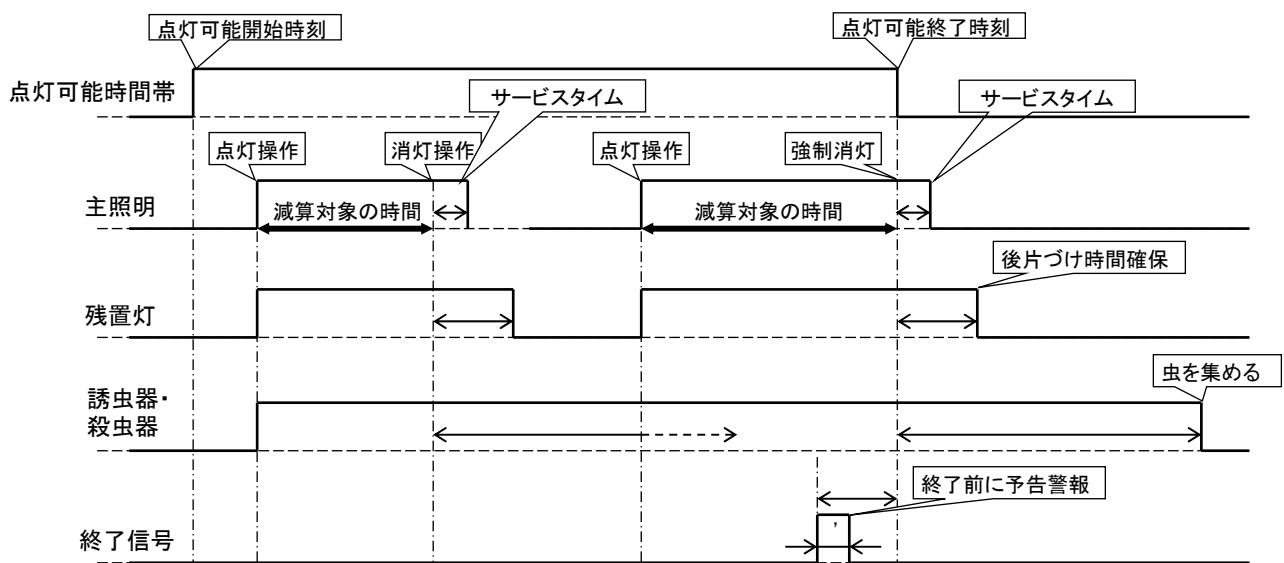 点灯可能開始時刻
点灯可能終了時刻
点灯可能時間帯
サービスタイム
サービスタイム
点灯操作
消灯操作
点灯操作
強制消灯
主照明
減算対象の時間
減算対象の時間
後片づけ時間確保
残置灯
虫を集める
誘虫器・
殺虫器
終了前に予告警報
終了信号
,